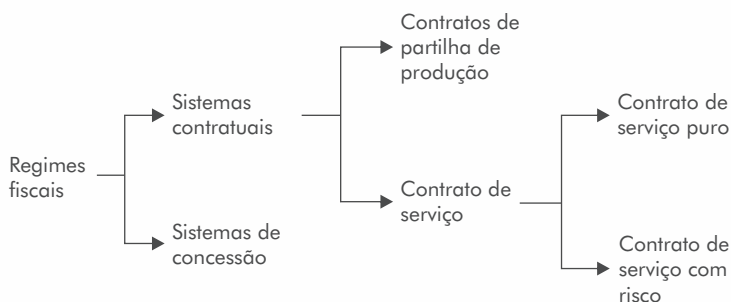 Regimes
fiscais
Sistemas
contratuais
Sistemas de
concessão
Contratos de
partilha de
produção
Contrato de
serviço
Contrato de
serviço puro
Contrato de
serviço com
risco